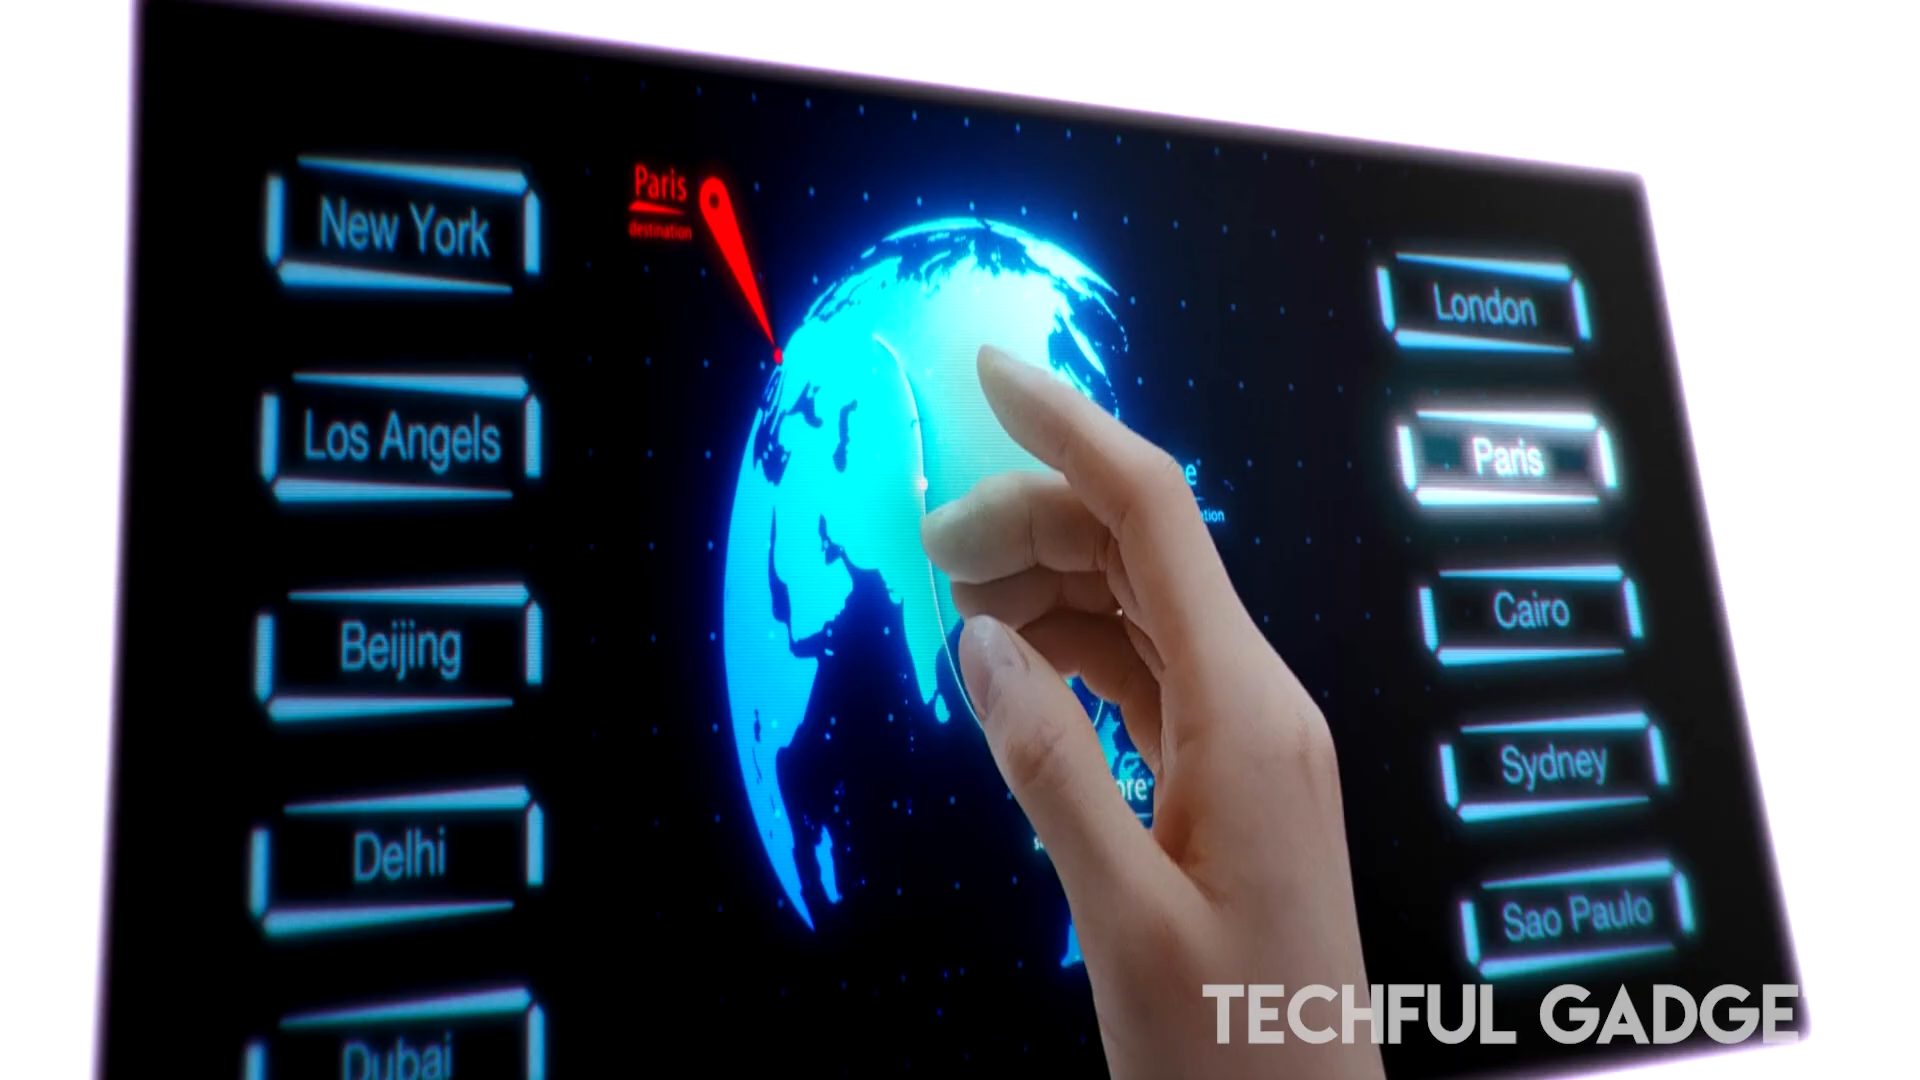 New York
Los Angels
Beijing
Delhi
Dubai
Paris
destination
London
Paris
Cairo
Sydney
Sao Paulo
TECHFUL GADGE